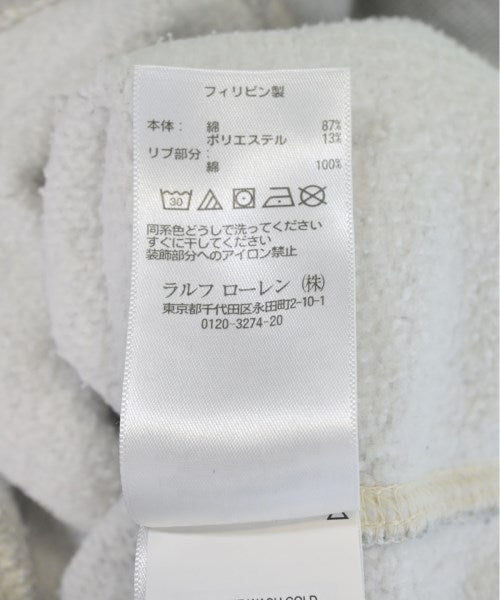 フィリピン製
本体: 綿 87%
ポリエステル 13%
リブ部分:
綿 100%
30
同系色どうしで洗ってください
すぐに干してください
装飾部分へのアイロン禁止
ラルフ ローレン (株)
東京都千代田区永田町2-10-1
0120-3274-20
WASH COLD